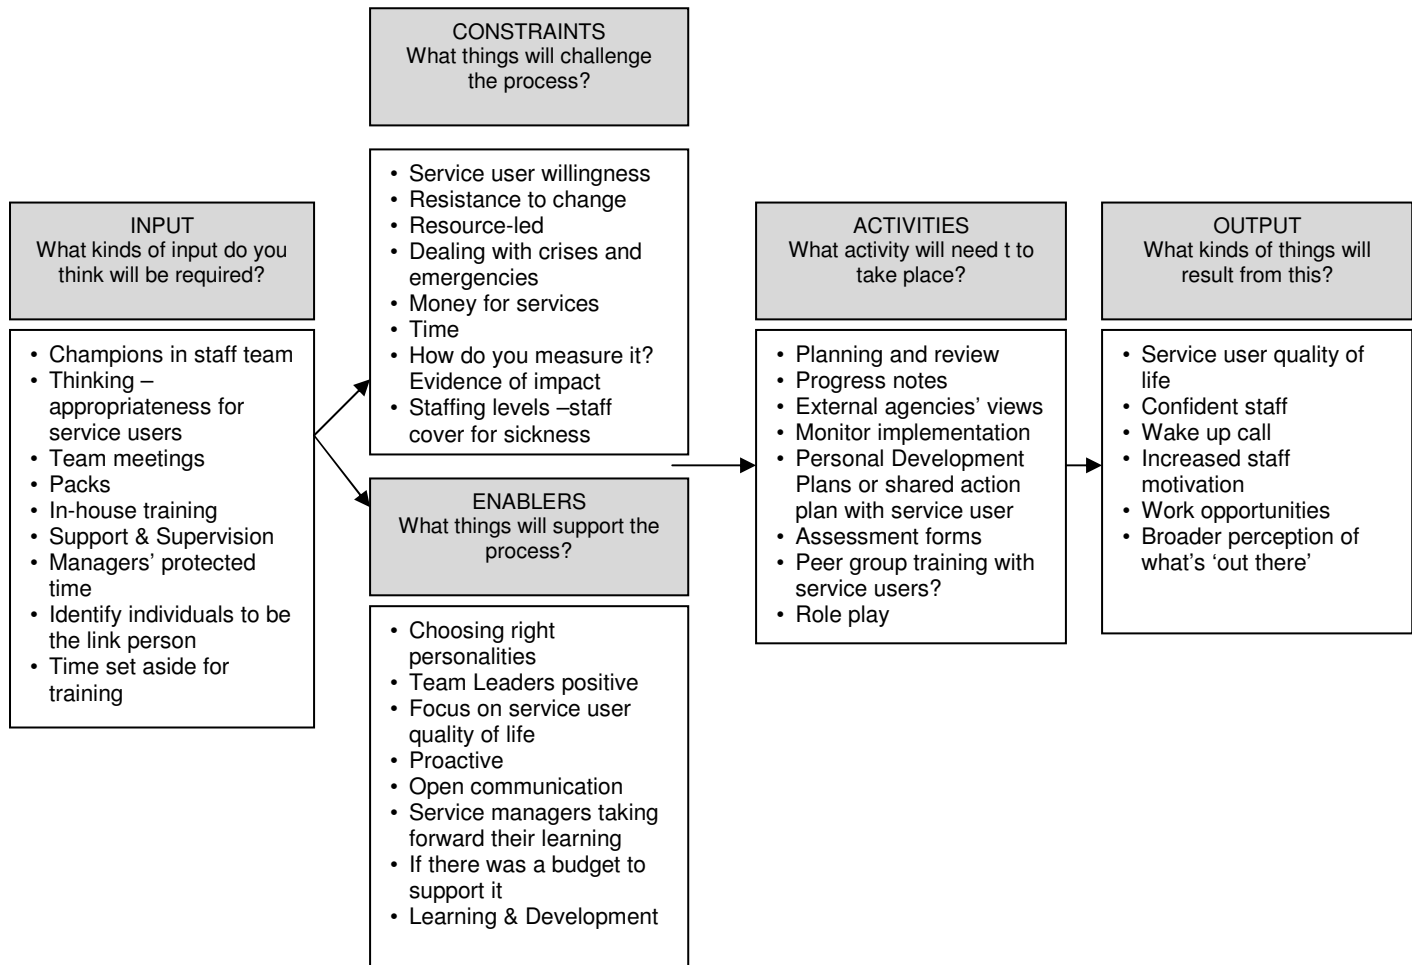 CONSTRAINTS
What things will challenge
the process?
• Service user willingness
• Resistance to change
• Resource-led
• Dealing with crises and
emergencies
• Money for services
• Time
• How do you measure it?
Evidence of impact
• Staffing levels –staff
cover for sickness
INPUT
What kinds of input do you
think will be required?
• Champions in staff team
• Thinking –
appropriateness for
service users
• Team meetings
• Packs
• In-house training
• Support & Supervision
• Managers’ protected
time
• Identify individuals to be
the link person
• Time set aside for
training
ENABLERS
What things will support the
process?
• Choosing right
personalities
• Team Leaders positive
• Focus on service user
quality of life
• Proactive
• Open communication
• Service managers taking
forward their learning
• If there was a budget to
support it
• Learning & Development
ACTIVITIES
What activity will need t to
take place?
• Planning and review
• Progress notes
• External agencies’ views
• Monitor implementation
• Personal Development
Plans or shared action
plan with service user
• Assessment forms
• Peer group training with
service users?
• Role play
OUTPUT
What kinds of things will
result from this?
• Service user quality of
life
• Confident staff
• Wake up call
• Increased staff
motivation
• Work opportunities
• Broader perception of
what’s ‘out there’